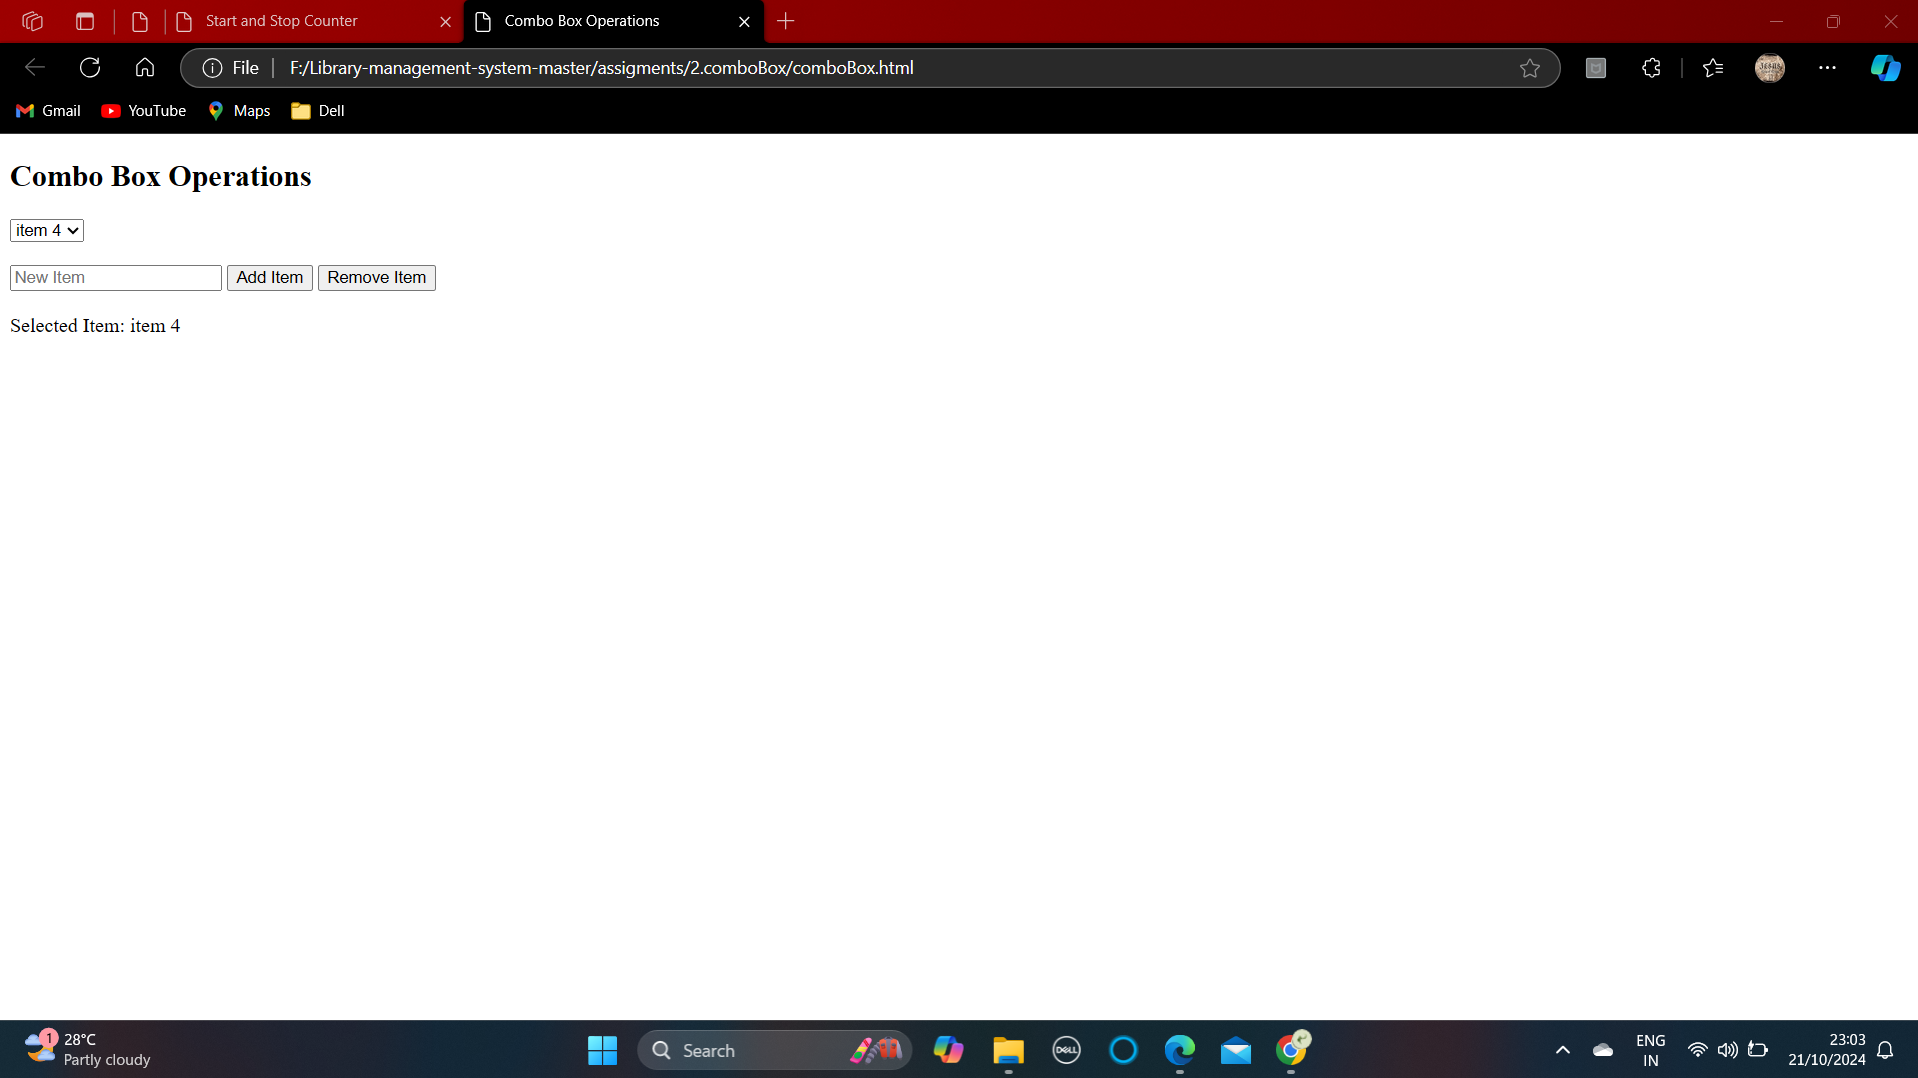 Start and Stop Counter
Combo Box Operations
File
F:/Library-management-system-master/assigments/2.comboBox/comboBox.html
Gmail
YouTube
Maps
Dell
Combo Box Operations
item 4
New Item
Add Item
Remove Item
Selected Item: item 4
1
28°C
Partly cloudy
Search
DELL
ENG
IN
23:03
21/10/2024